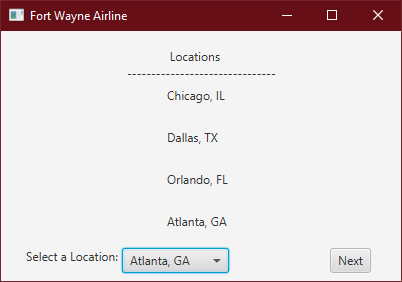 Fort Wayne Airline
Locations
-------------------------------
Chicago, IL
Dallas, TX
Orlando, FL
Atlanta, GA
Select a Location: Atlanta, GA Next